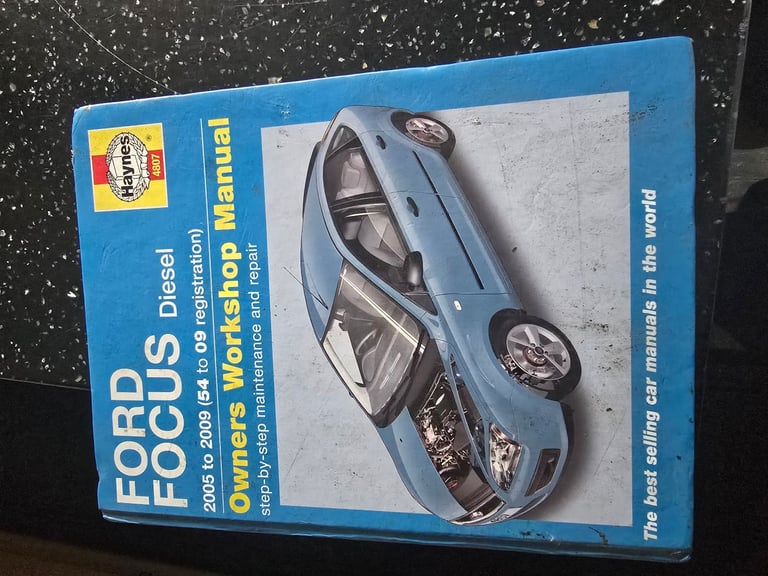 Haynes
4807
FORD
FOCUS Diesel
2005 to 2009 (54 to 09 registration)
Owners Workshop Manual
step-by-step maintenance and repair
The best selling car manuals in the world